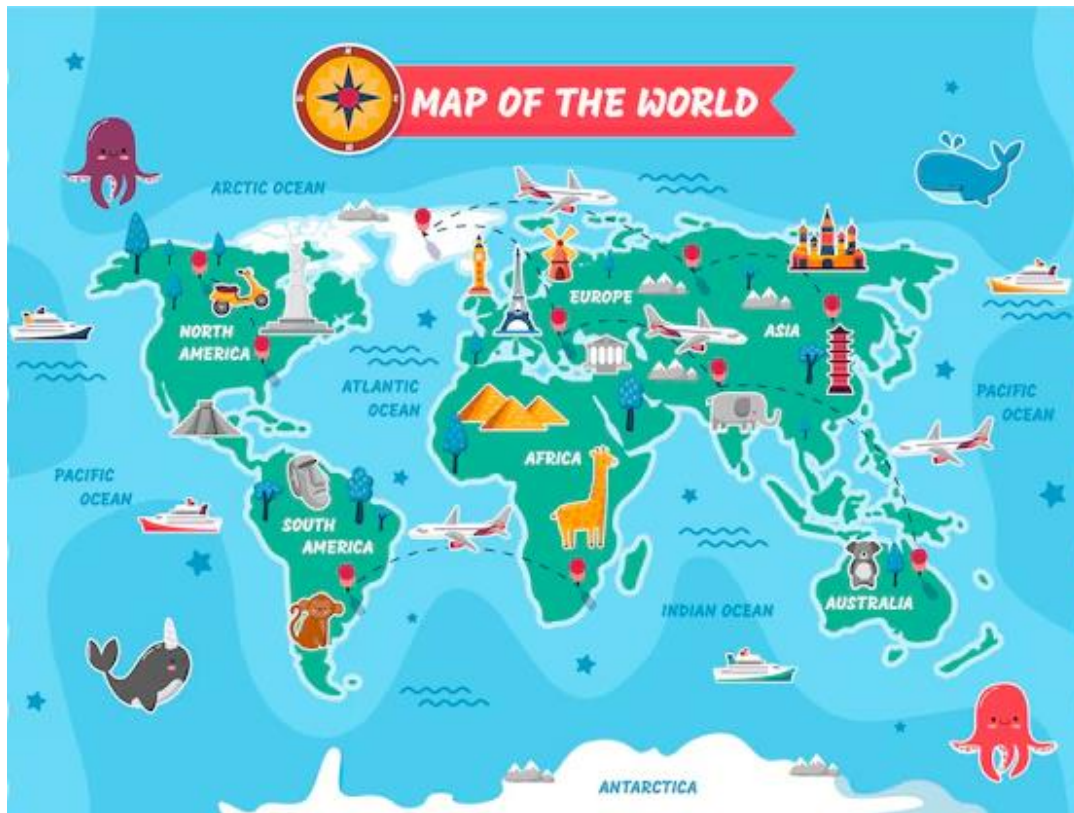 MAP OF THE WORLD
ARCTIC OCEAN
NORTH
AMERICA
EUROPE
ASIA
ATLANTIC
OCEAN
PACIFIC
OCEAN
AFRICA
PACIFIC
OCEAN
SOUTH
AMERICA
INDIAN OCEAN
AUSTRALIA
ANTARCTICA